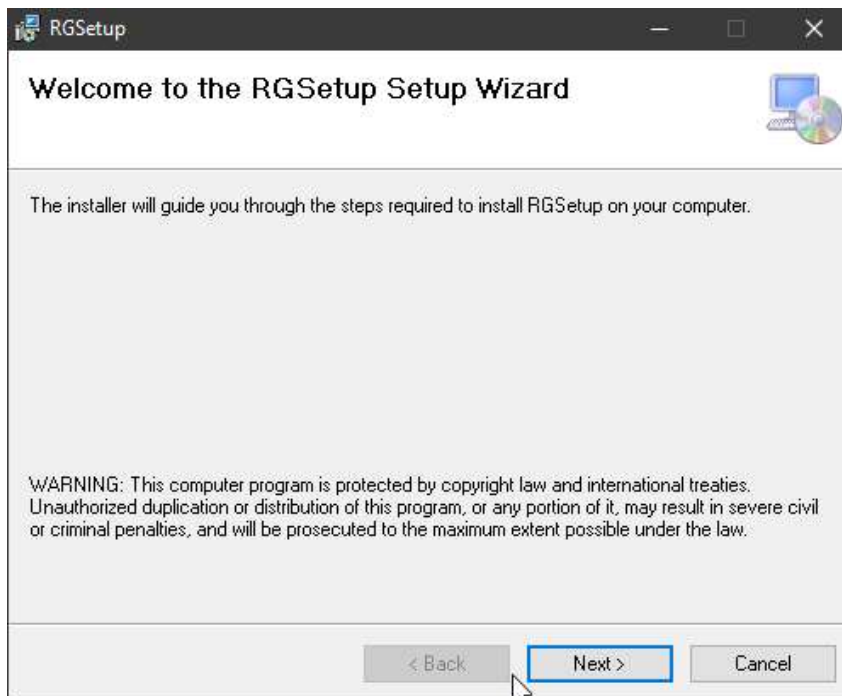 RGSetup
Welcome to the RGSetup Setup Wizard
The installer will guide you through the steps required to install RGSetup on your computer.
WARNING: This computer program is protected by copyright law and international treaties.
Unauthorized duplication or distribution of this program, or any portion of it, may result in severe civil
or criminal penalties, and will be prosecuted to the maximum extent possible under the law.
< Back Next > Cancel